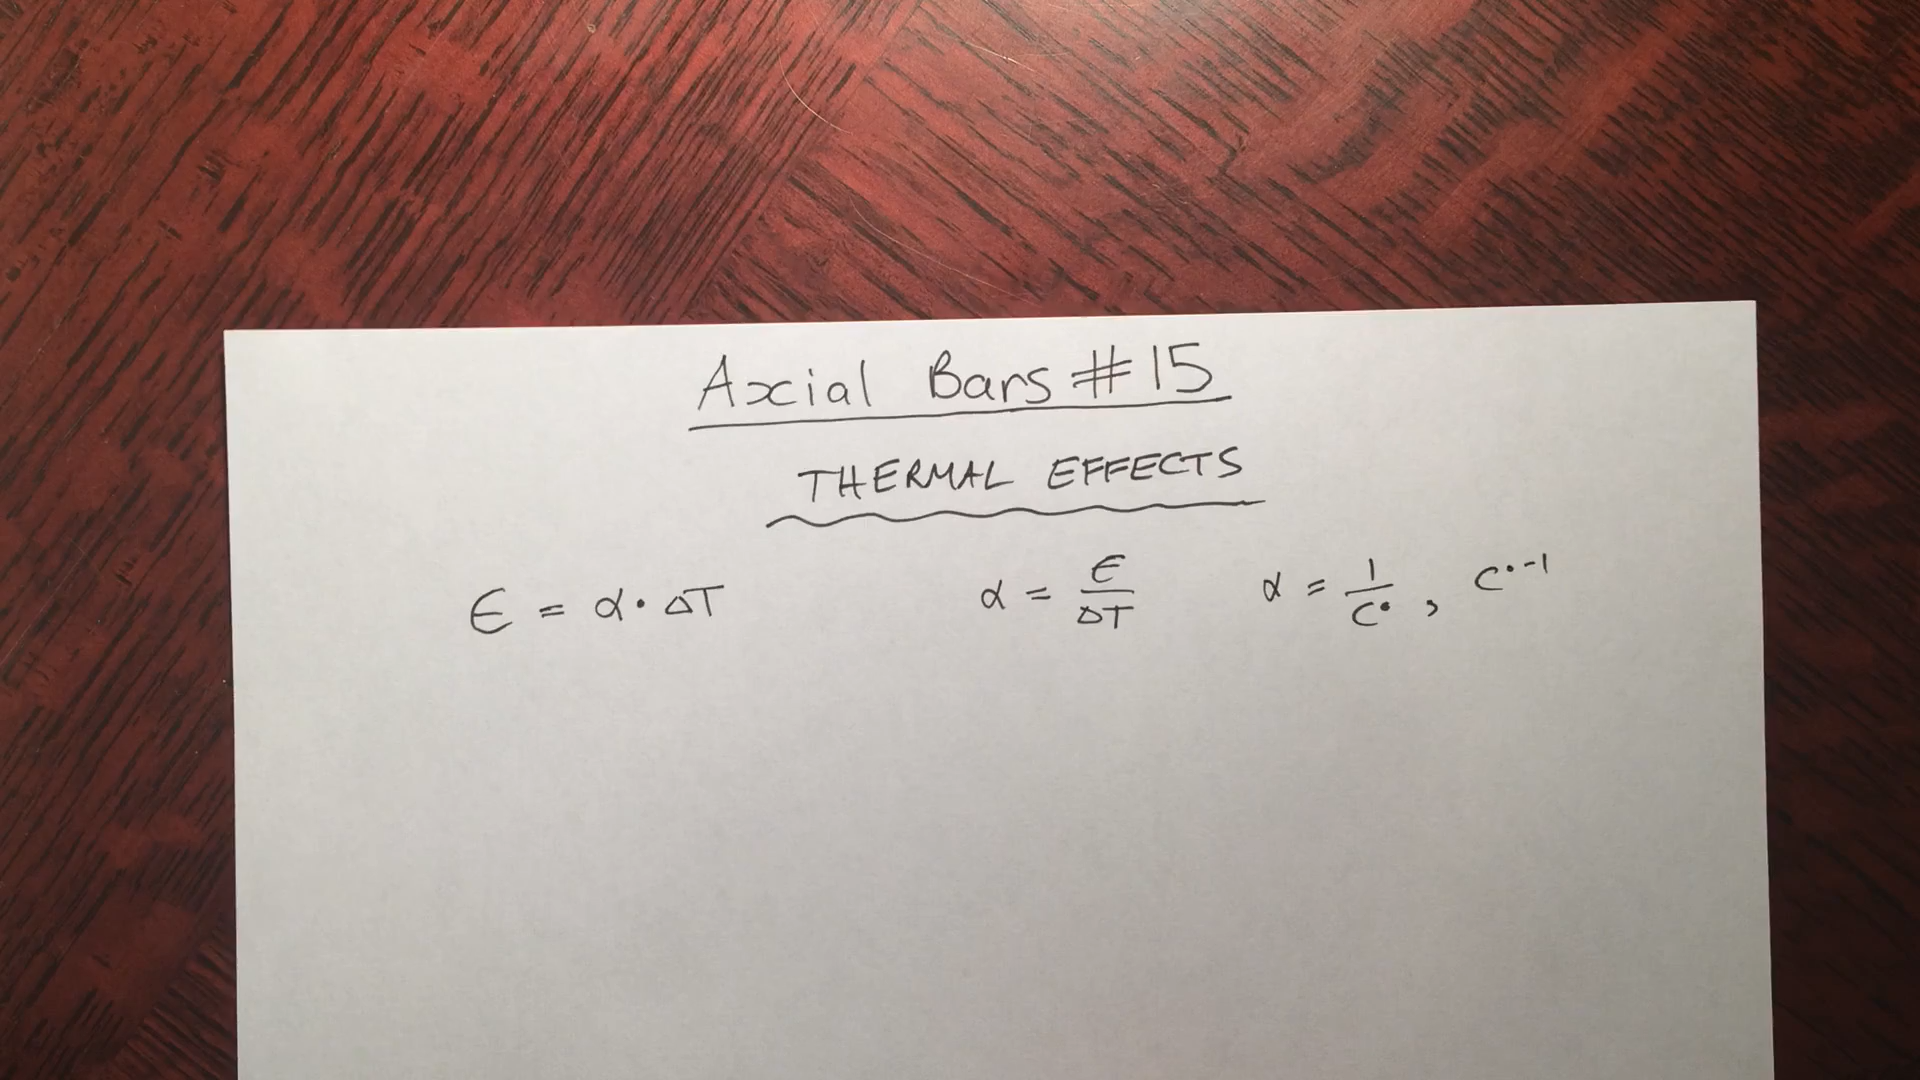 Axial Bars #15
THERMAL EFFECTS
ϵ = α · ΔT    α = ϵ/ΔT    α = 1/C° , C°⁻¹